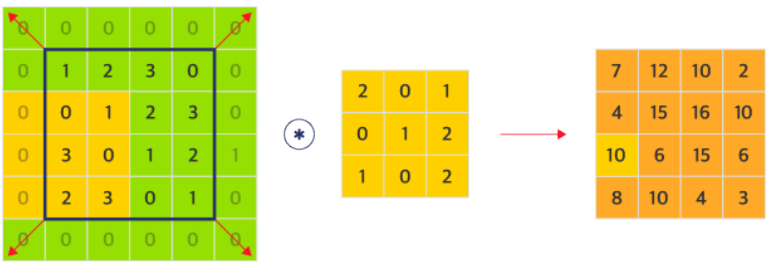 0 0 0 0 0 0
0 1 2 3 0 0
0 0 1 2 3 0
0 3 0 1 2 1
0 2 3 0 1 0
0 0 0 0 0 0
*
2 0 1
0 1 2
1 0 2
7 12 10 2
4 15 16 10
10 6 15 6
8 10 4 3